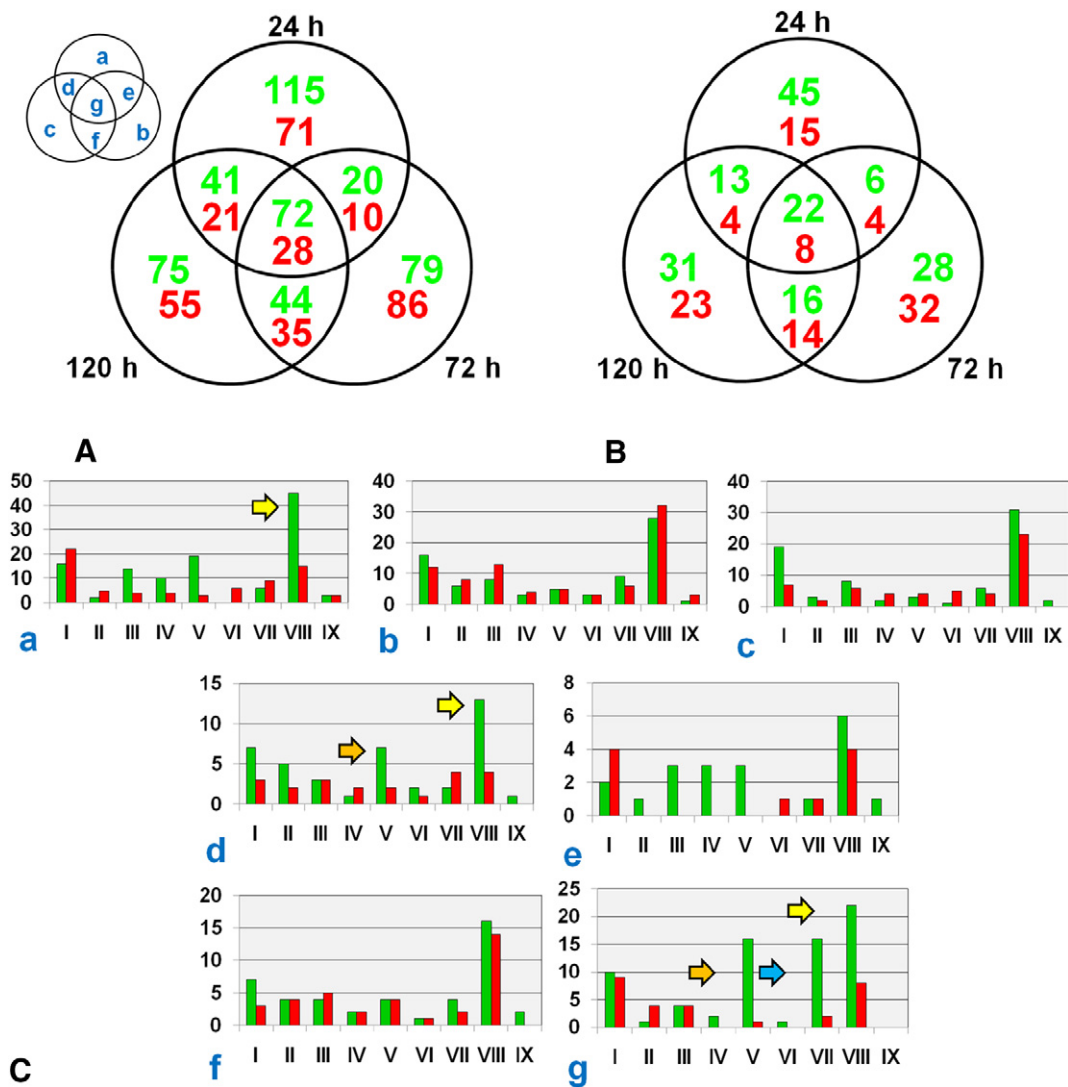 24 h
24 h
a
d
e
g
c
f
b
115
71
41
21
20
10
72
28
75
55
79
86
44
35
120 h
72 h
45
15
13
4
6
4
22
8
31
23
28
32
16
14
120 h
72 h
A
B
50
40
30
20
10
0
I II III IV V VI VII VIII IX
a
40
30
20
10
0
I II III IV V VI VII VIII IX
b
40
30
20
10
0
I II III IV V VI VII VIII IX
c
15
10
5
0
I II III IV V VI VII VIII IX
d
8
6
4
2
0
I II III IV V VI VII VIII IX
e
20
15
10
5
0
I II III IV V VI VII VIII IX
f
25
20
15
10
5
0
I II III IV V VI VII VIII IX
g
C